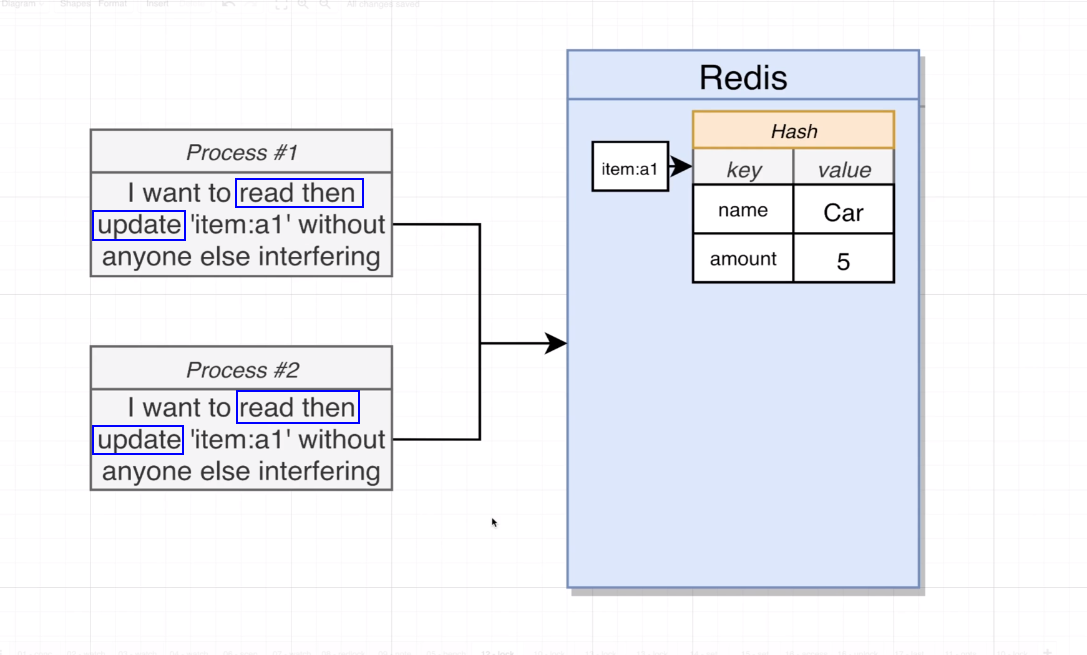 Diagram Shapes Format Insert All changes saved
Redis
Process #1
I want to read then
update 'item:a1' without
anyone else interfering
Process #2
I want to read then
update 'item:a1' without
anyone else interfering
item:a1
Hash
key value
name Car
amount 5